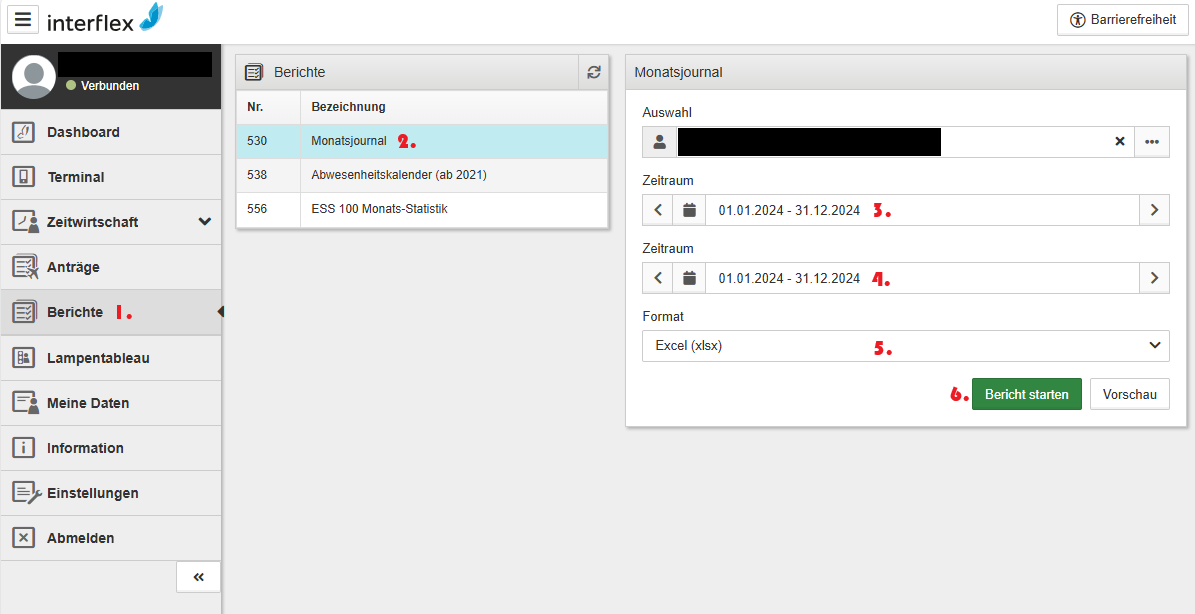 interflex
Barrierefreiheit
Verbunden
Dashboard
Terminal
Zeitwirtschaft
Anträge
Berichte 1.
Lampentableau
Meine Daten
Information
Einstellungen
Abmelden
«
Berichte
Nr. Bezeichnung
530 Monatsjournal 2.
538 Abwesenheitskalender (ab 2021)
556 ESS 100 Monats-Statistik
Monatsjournal
Auswahl
Zeitraum
01.01.2024 - 31.12.2024 3.
Zeitraum
01.01.2024 - 31.12.2024 4.
Format
Excel (xlsx) 5.
6. Bericht starten Vorschau